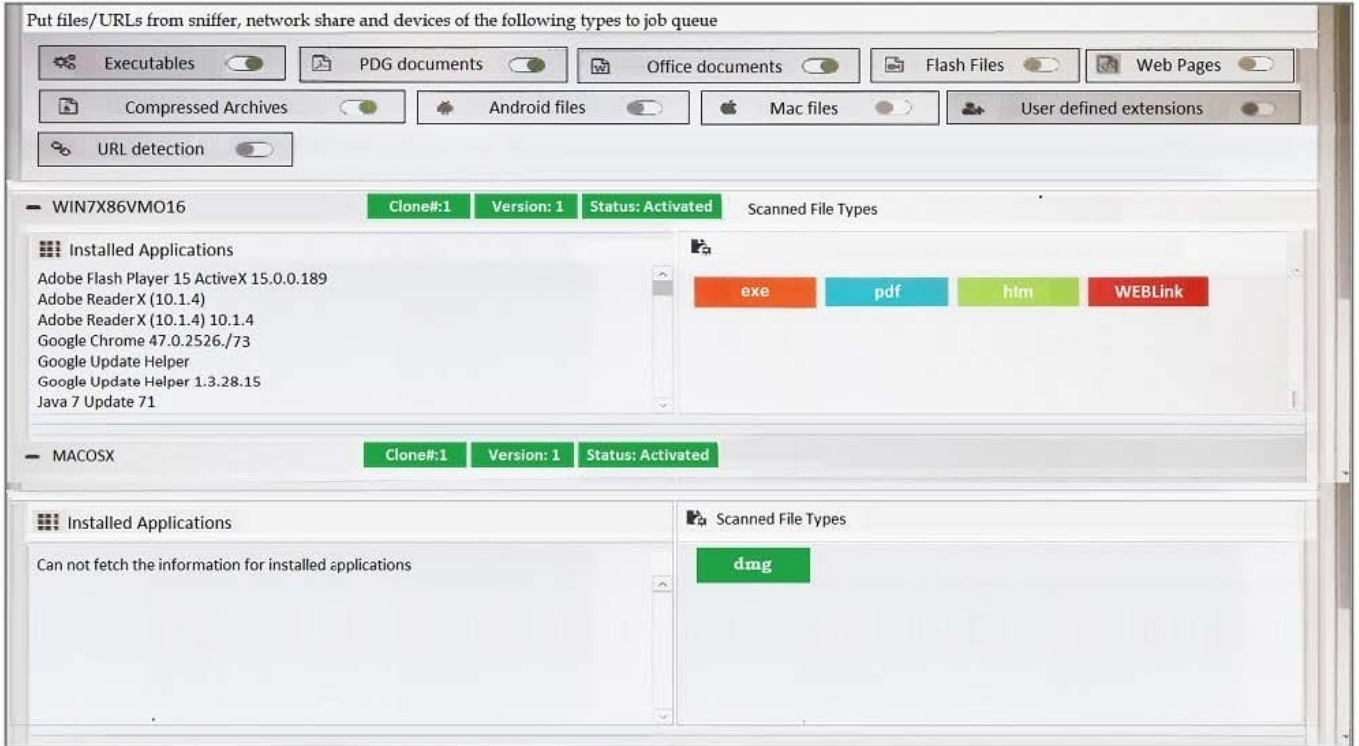 Put files/URLs from sniffer, network share and devices of the following types to job queue
Executables PDG documents Office documents Flash Files Web Pages
Compressed Archives Android files Mac files User defined extensions
URL detection
WIN7X86VMO16 Clone#:1 Version: 1 Status: Activated Scanned File Types
Installed Applications
Adobe Flash Player 15 ActiveX 15.0.0.189
Adobe Reader X (10.1.4)
Adobe Reader X (10.1.4) 10.1.4
Google Chrome 47.0.2526./73
Google Update Helper
Google Update Helper 1.3.28.15
Java 7 Update 71
exe pdf htm WEBLink
MACOSX Clone#:1 Version: 1 Status: Activated
Installed Applications
Can not fetch the information for installed applications
Scanned File Types
dmg